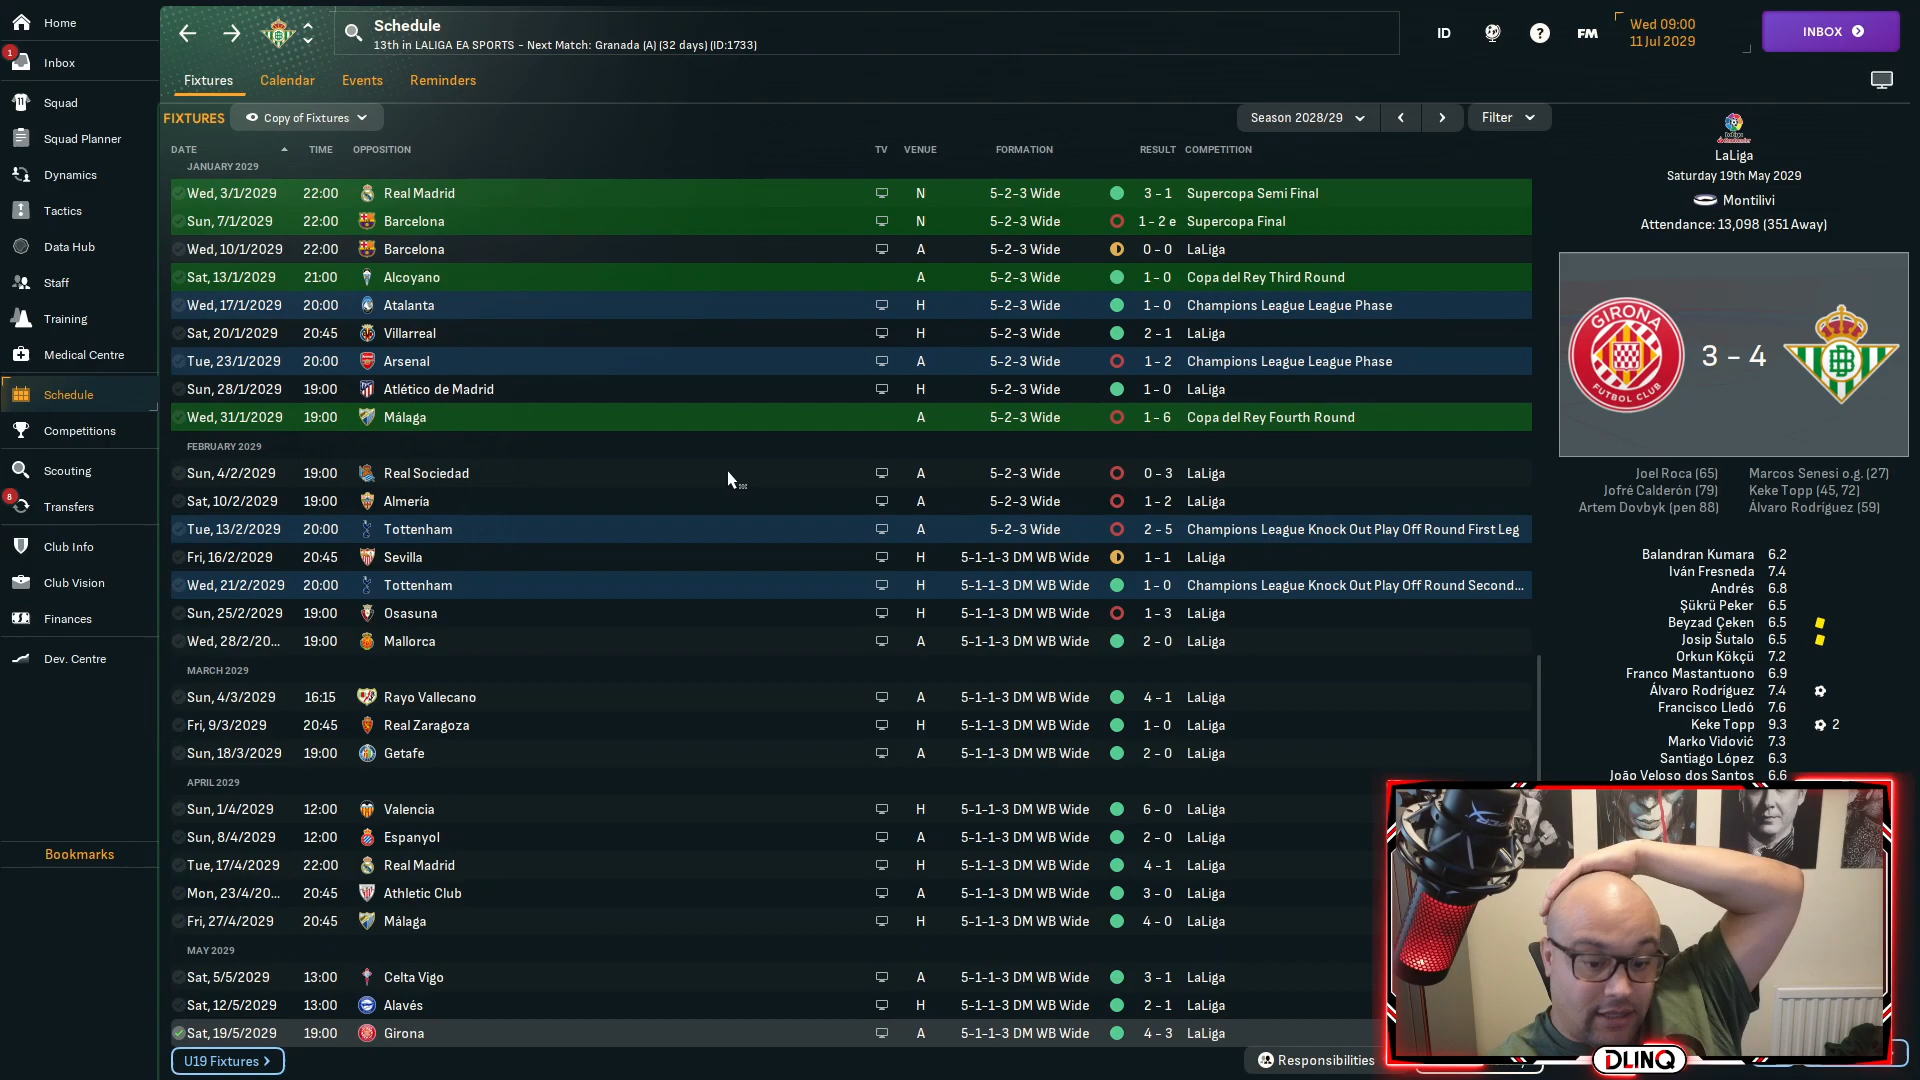 Home
1
Inbox
Squad
Squad Planner
Dynamics
Tactics
Data Hub
Staff
Training
Medical Centre
Schedule
Competitions
Scouting
8
Transfers
Club Info
Club Vision
Finances
Dev. Centre
Bookmarks
Schedule
13th in LALIGA EA SPORTS - Next Match: Granada (A) (32 days) (ID:1733)
ID
FM
Wed 09:00
11 Jul 2029
INBOX
Fixtures Calendar Events Reminders
FIXTURES Copy of Fixtures Season 2028/29 Filter
DATE TIME OPPOSITION TV VENUE FORMATION RESULT COMPETITION
JANUARY 2029
Wed, 3/1/2029 22:00 Real Madrid N 5-2-3 Wide 3 - 1 Supercopa Semi Final
Sun, 7/1/2029 22:00 Barcelona N 5-2-3 Wide 1 - 2 e Supercopa Final
Wed, 10/1/2029 22:00 Barcelona A 5-2-3 Wide 0 - 0 LaLiga
Sat, 13/1/2029 21:00 Alcoyano A 5-2-3 Wide 1 - 0 Copa del Rey Third Round
Wed, 17/1/2029 20:00 Atalanta H 5-2-3 Wide 1 - 0 Champions League League Phase
Sat, 20/1/2029 20:45 Villarreal H 5-2-3 Wide 2 - 1 LaLiga
Tue, 23/1/2029 20:00 Arsenal A 5-2-3 Wide 1 - 2 Champions League League Phase
Sun, 28/1/2029 19:00 Atlético de Madrid H 5-2-3 Wide 1 - 0 LaLiga
Wed, 31/1/2029 19:00 Málaga A 5-2-3 Wide 1 - 6 Copa del Rey Fourth Round
FEBRUARY 2029
Sun, 4/2/2029 19:00 Real Sociedad A 5-2-3 Wide 0 - 3 LaLiga
Sat, 10/2/2029 19:00 Almería A 5-2-3 Wide 1 - 2 LaLiga
Tue, 13/2/2029 20:00 Tottenham A 5-2-3 Wide 2 - 5 Champions League Knock Out Play Off Round First Leg
Fri, 16/2/2029 20:45 Sevilla H 5-1-1-3 DM WB Wide 1 - 1 LaLiga
Wed, 21/2/2029 20:00 Tottenham H 5-1-1-3 DM WB Wide 1 - 0 Champions League Knock Out Play Off Round Second...
Sun, 25/2/2029 19:00 Osasuna H 5-1-1-3 DM WB Wide 1 - 3 LaLiga
Wed, 28/2/20... 19:00 Mallorca A 5-1-1-3 DM WB Wide 2 - 0 LaLiga
MARCH 2029
Sun, 4/3/2029 16:15 Rayo Vallecano A 5-1-1-3 DM WB Wide 4 - 1 LaLiga
Fri, 9/3/2029 20:45 Real Zaragoza H 5-1-1-3 DM WB Wide 1 - 0 LaLiga
Sun, 18/3/2029 19:00 Getafe A 5-1-1-3 DM WB Wide 2 - 0 LaLiga
APRIL 2029
Sun, 1/4/2029 12:00 Valencia H 5-1-1-3 DM WB Wide 6 - 0 LaLiga
Sun, 8/4/2029 12:00 Espanyol A 5-1-1-3 DM WB Wide 2 - 0 LaLiga
Tue, 17/4/2029 22:00 Real Madrid H 5-1-1-3 DM WB Wide 4 - 1 LaLiga
Mon, 23/4/20... 20:45 Athletic Club A 5-1-1-3 DM WB Wide 3 - 0 LaLiga
Fri, 27/4/2029 20:45 Málaga H 5-1-1-3 DM WB Wide 4 - 0 LaLiga
MAY 2029
Sat, 5/5/2029 13:00 Celta Vigo A 5-1-1-3 DM WB Wide 3 - 1 LaLiga
Sat, 12/5/2029 13:00 Alavés H 5-1-1-3 DM WB Wide 2 - 1 LaLiga
Sat, 19/5/2029 19:00 Girona A 5-1-1-3 DM WB Wide 4 - 3 LaLiga
U19 Fixtures
Responsibilities
LaLiga
Saturday 19th May 2029
Montilivi
Attendance: 13,098 (351 Away)
GIRONA
FUTBOL CLUB
3 - 4
Joel Roca (65) Marcos Senesi o.g. (27)
Jofré Calderón (79) Keke Topp (45, 72)
Artem Dovbyk (pen 88) Álvaro Rodríguez (59)
Balandran Kumara 6.2
Iván Fresneda 7.4
Andrés 6.8
Şükrü Peker 6.5
Beyzad Çeken 6.5
Josip Šutalo 6.5
Orkun Kökçü 7.2
Franco Mastantuono 6.9
Álvaro Rodríguez 7.4
Francisco Lledó 7.6
Keke Topp 9.3 2
Marko Vidović 7.3
Santiago López 6.3
João Veloso dos Santos 6.6
DLINQ